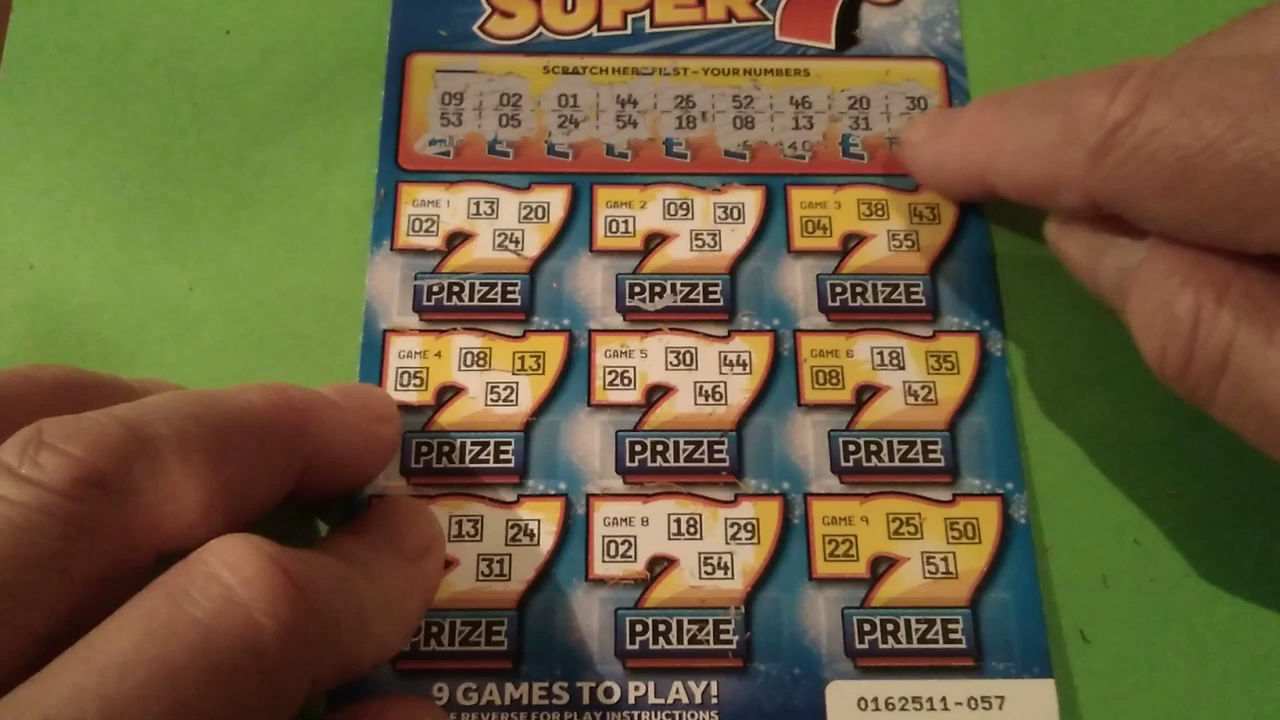 SUPER 7
SCRATCH HERE FIRST - YOUR NUMBERS
09 02 01 44 26 52 46 20 30
53 05 24 54 18 08 13 31
£ £ £ £ £
GAME 1 13 20
02 24
PRIZE
GAME 2 09 30
01 53
PRIZE
GAME 3 38 43
04 55
PRIZE
GAME 4 08 13
05 52
PRIZE
GAME 5 30 44
26 46
PRIZE
GAME 6 18 35
08 42
PRIZE
13 24
31
PRIZE
GAME 8 18 29
02 54
PRIZE
GAME 9 25 50
22 51
PRIZE
9 GAMES TO PLAY!
REVERSE FOR PLAY INSTRUCTIONS
0162511-057